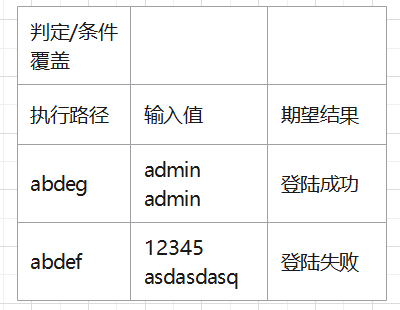 判定/条件
覆盖
执行路径 输入值 期望结果
abdeg admin
admin 登陆成功
abdef 12345
asdasdasq 登陆失败